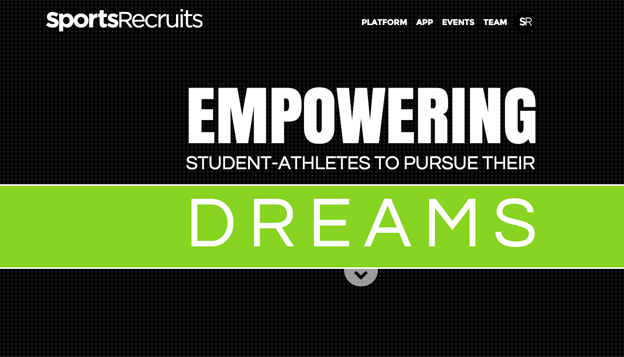 SportsRecruits
PLATFORM APP EVENTS TEAM SR
EMPOWERING
STUDENT-ATHLETES TO PURSUE THEIR
DREAMS